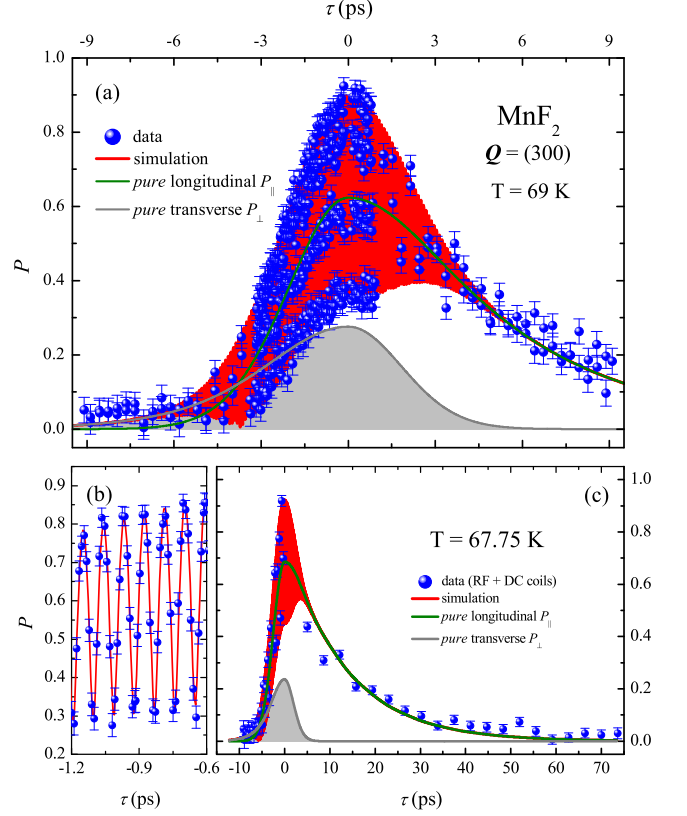 τ (ps)
-9 -6 -3 0 3 6 9
1.0
0.8
0.6
0.4
0.2
0.0
P
(a)
data
simulation
pure longitudinal P∥
pure transverse P⊥
MnF2
Q = (300)
T = 69 K
(b)
0.9
0.8
0.7
0.6
0.5
0.4
0.3
0.2
P
-1.2 -0.9 -0.6
τ (ps)
(c)
T = 67.75 K
data (RF + DC coils)
simulation
pure longitudinal P∥
pure transverse P⊥
1.0
0.8
0.6
0.4
0.2
0.0
-10 0 10 20 30 40 50 60 70
τ (ps)